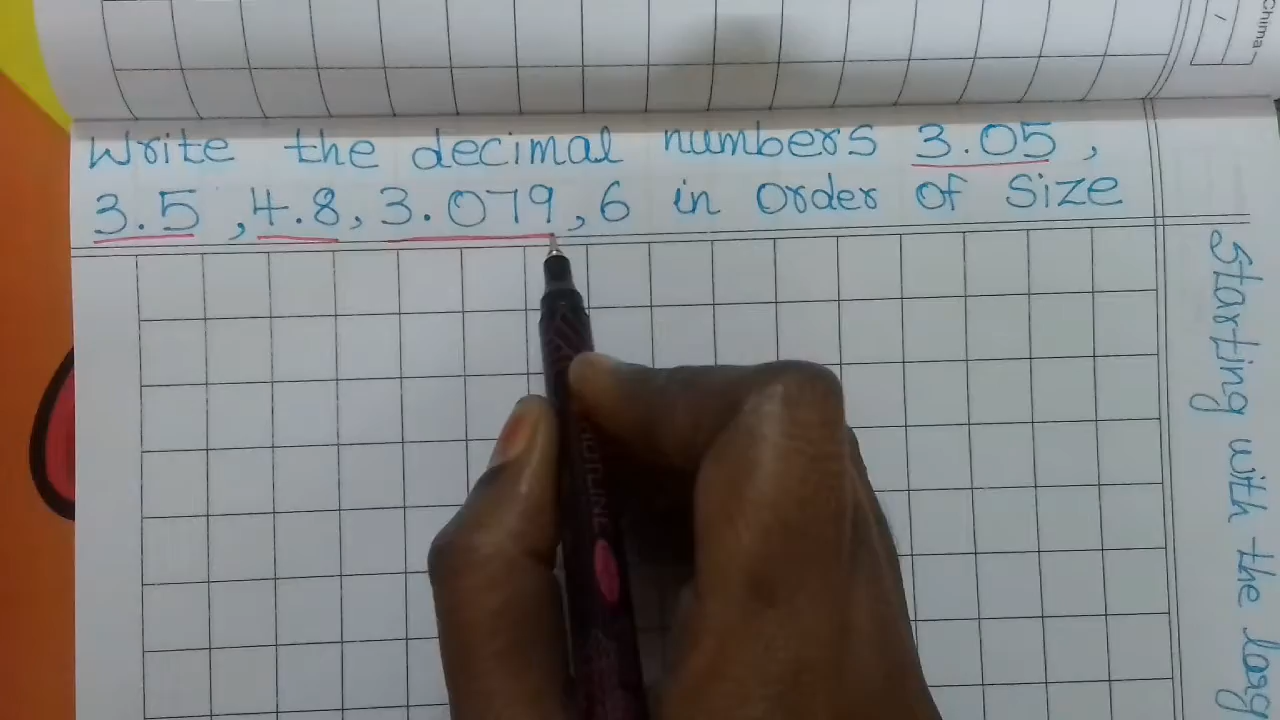 Write the decimal numbers 3.05,
3.5, 4.8, 3.079, 6 in order of Size
Starting with the